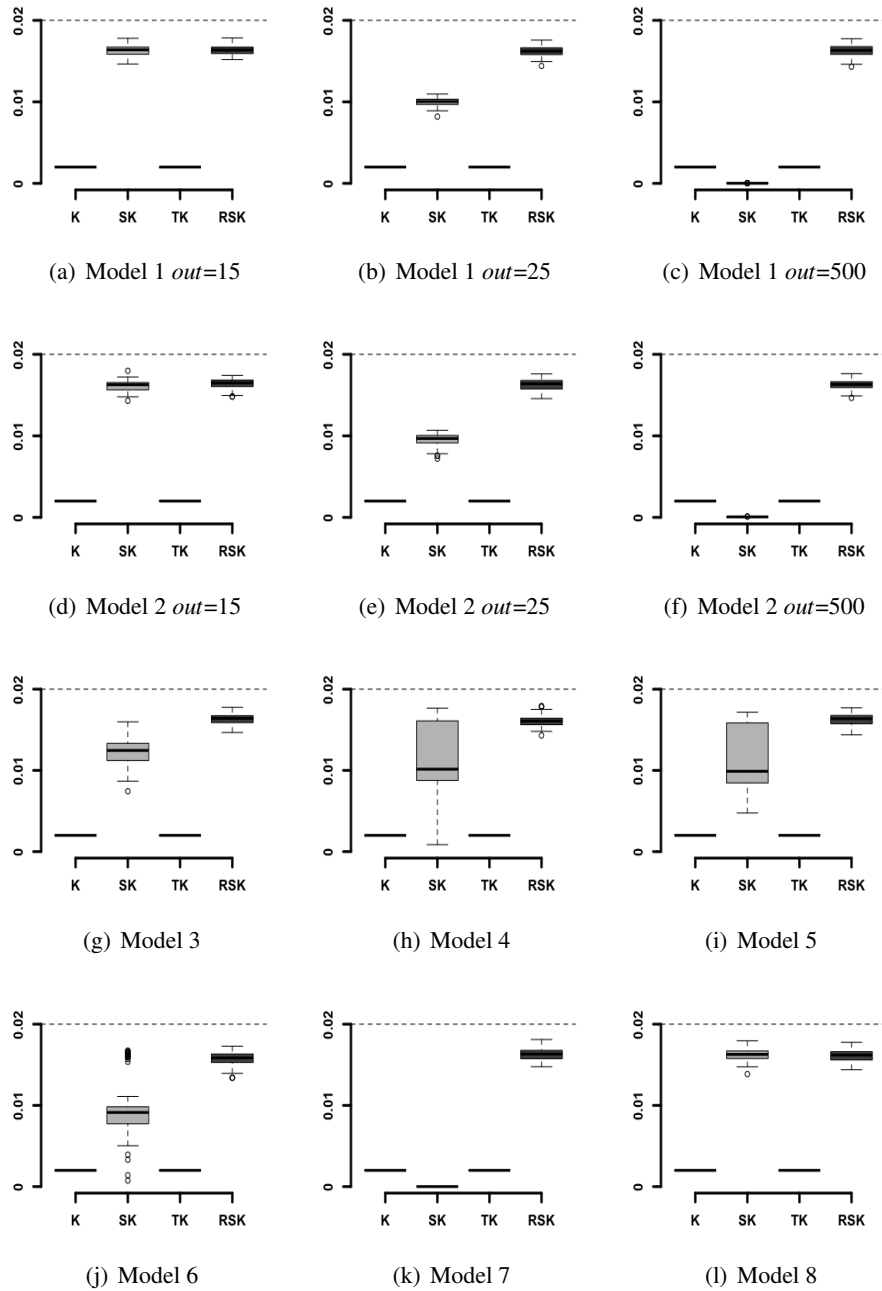 0.02
0.01
0
K SK TK RSK
0.02
0.01
0
K SK TK RSK
0.02
0.01
0
K SK TK RSK
(a) Model 1 out=15
(b) Model 1 out=25
(c) Model 1 out=500
0.02
0.01
0
K SK TK RSK
0.02
0.01
0
K SK TK RSK
0.02
0.01
0
K SK TK RSK
(d) Model 2 out=15
(e) Model 2 out=25
(f) Model 2 out=500
0.02
0.01
0
K SK TK RSK
0.02
0.01
0
K SK TK RSK
0.02
0.01
0
K SK TK RSK
(g) Model 3
(h) Model 4
(i) Model 5
0.02
0.01
0
K SK TK RSK
0.02
0.01
0
K SK TK RSK
0.02
0.01
0
K SK TK RSK
(j) Model 6
(k) Model 7
(l) Model 8